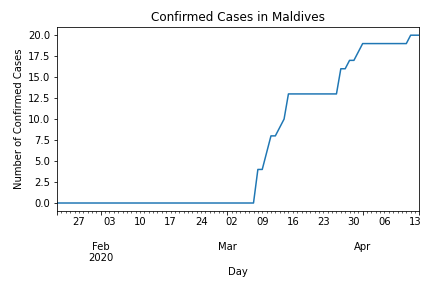 Confirmed Cases in Maldives
Number of Confirmed Cases
20.0
17.5
15.0
12.5
10.0
7.5
5.0
2.5
0.0
27 03 10 17 24 02 09 16 23 30 06 13
Feb Mar Apr
2020
Day